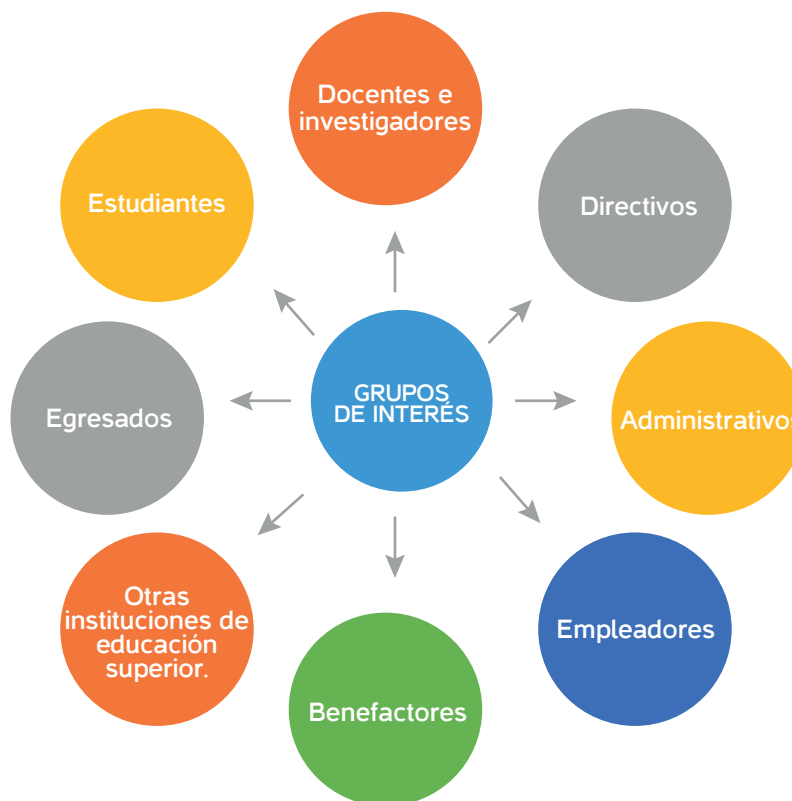 Docentes e
investigadores
Estudiantes
Directivos
GRUPOS
DE INTERÉS
Egresados
Administrativos
Otras
instituciones de
educación
superior.
Empleadores
Benefactores